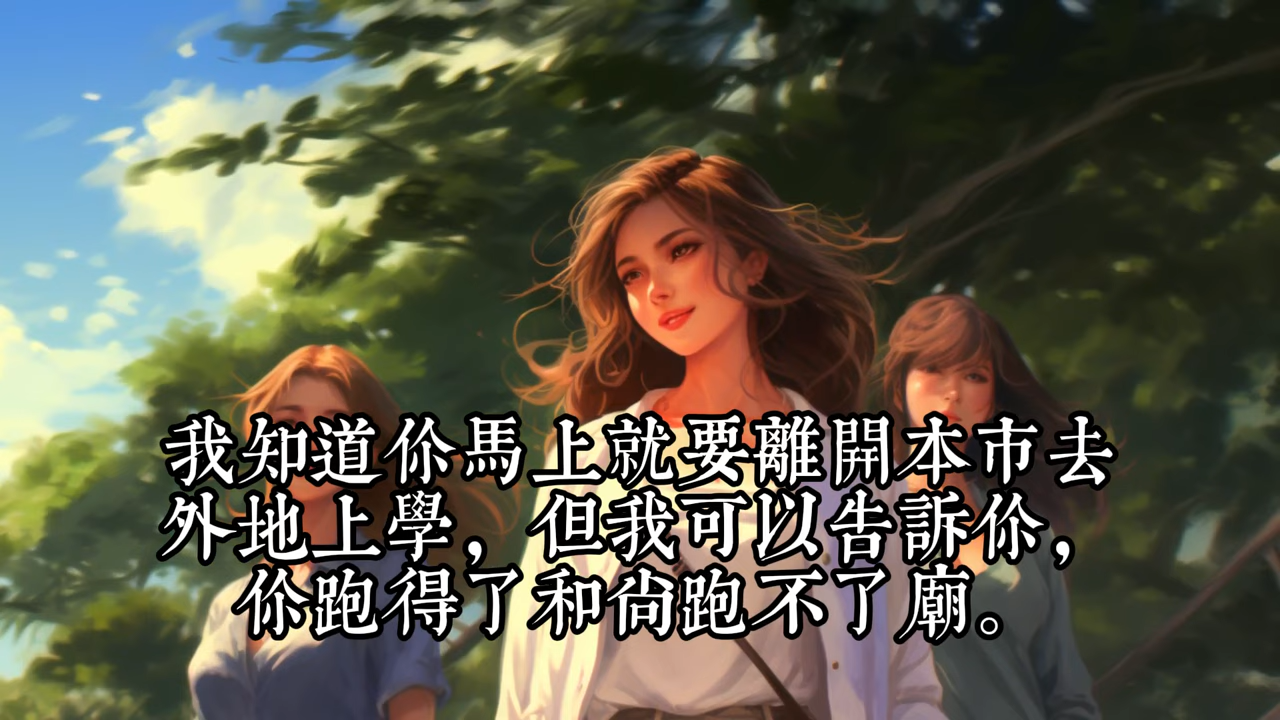 我知道你馬上就要離開本市去
外地上學，但我可以告訴你，
你跑得了和尙跑不了廟。